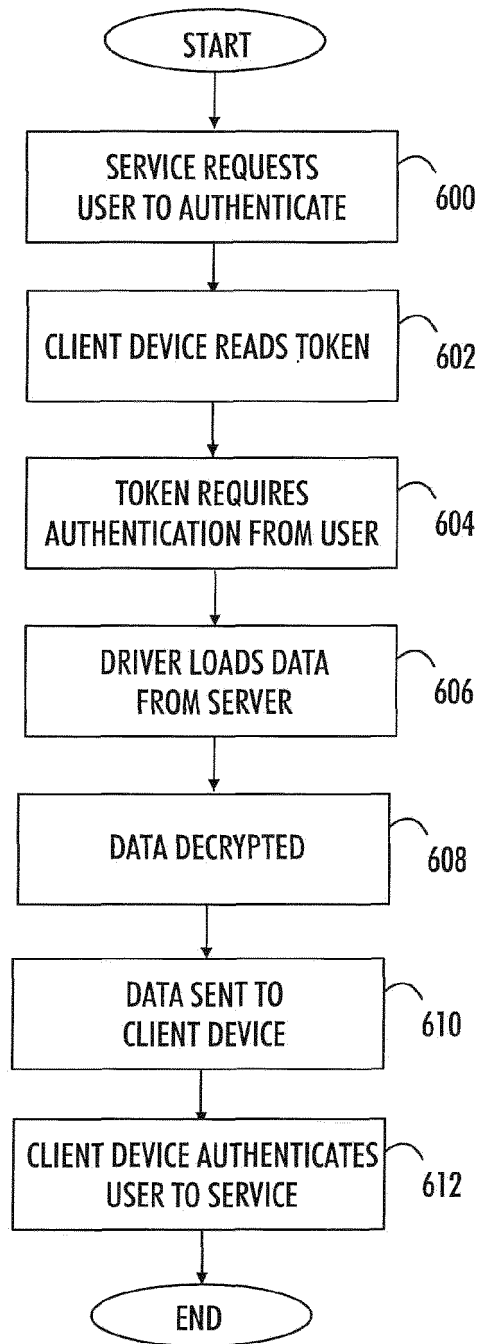 START
SERVICE REQUESTS
USER TO AUTHENTICATE
600
CLIENT DEVICE READS TOKEN
602
TOKEN REQUIRES
AUTHENTICATION FROM USER
604
DRIVER LOADS DATA
FROM SERVER
606
DATA DECRYPTED
608
DATA SENT TO
CLIENT DEVICE
610
CLIENT DEVICE AUTHENTICATES
USER TO SERVICE
612
END